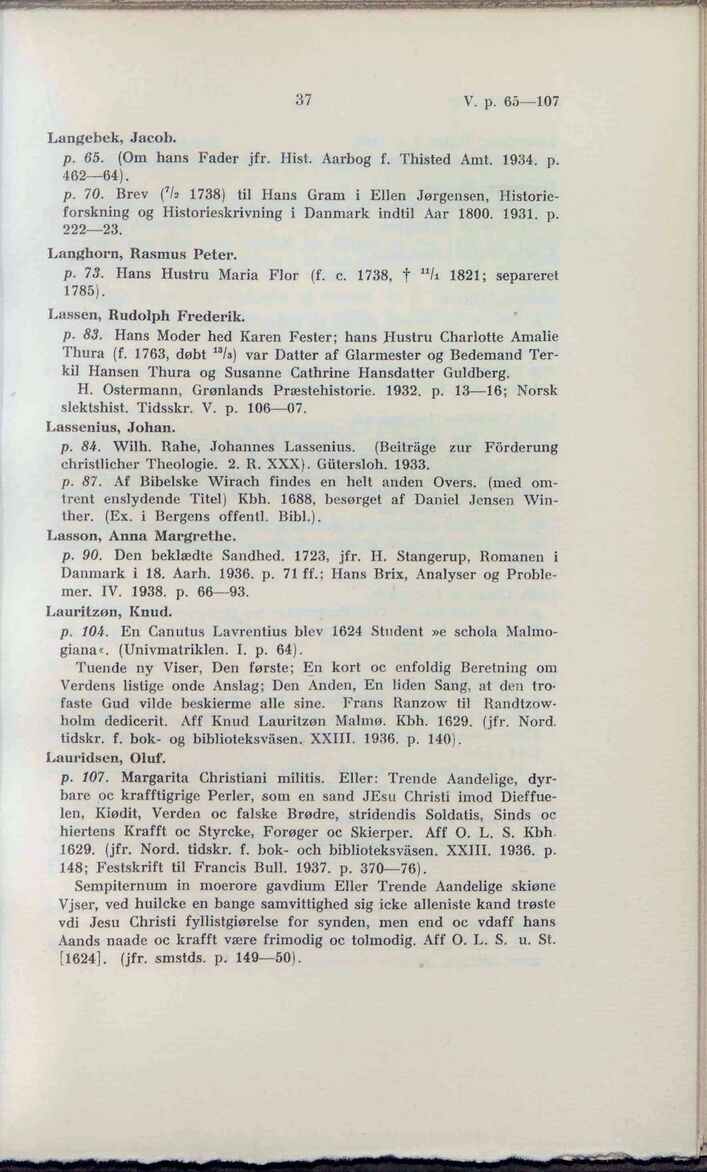 37
V. p. 65—107
Langebek, Jacob.
p. 65. (Om hans Fader jfr. Hist. Aarbog f. Thisted Amt. 1934. p.
462—64).
p. 70. Brev (7/2 1738) til Hans Gram i Ellen Jørgensen, Historie-
forskning og Historieskrivning i Danmark indtil Aar 1800. 1931. p.
222—23.
Langhorn, Rasmus Peter.
p. 73. Hans Hustru Maria Flor (f. c. 1738, † 11/1 1821; separeret
1785).
Lassen, Rudolph Frederik.
p. 83. Hans Moder hed Karen Fester; hans Hustru Charlotte Amalie
Thura (f. 1763, døbt 13/3) var Datter af Glarmester og Bedemand Ter-
kil Hansen Thura og Susanne Cathrine Hansdatter Guldberg.
H. Ostermann, Grønlands Præstehistorie. 1932. p. 13—16; Norsk
slektshist. Tidsskr. V. p. 106—07.
Lassenius, Johan.
p. 84. Wilh. Rahe, Johannes Lassenius. (Beiträge zur Förderung
christlicher Theologie. 2. R. XXX). Gütersloh. 1933.
p. 87. Af Bibelske Wirach findes en helt anden Overs. (med om-
trent enslydende Titel) Kbh. 1688, besørget af Daniel Jensen Win-
ther. (Ex. i Bergens offentl. Bibl.).
Lasson, Anna Margrethe.
p. 90. Den beklædte Sandhed. 1723, jfr. H. Stangerup, Romanen i
Danmark i 18. Aarh. 1936. p. 71 ff.; Hans Brix, Analyser og Proble-
mer. IV. 1938. p. 66—93.
Lauritzøn, Knud.
p. 104. En Canutus Lavrentius blev 1624 Student »e schola Malmo-
giana«. (Univmatriklen. I. p. 64).
Tuende ny Viser, Den første; En kort oc enfoldig Beretning om
Verdens listige onde Anslag; Den Anden, En liden Sang, at den tro-
faste Gud vilde beskierme alle sine. Frans Ranzow til Randtzow-
holm dedicerit. Aff Knud Lauritzøn Malmø. Kbh. 1629. (jfr. Nord.
tidskr. f. bok- og biblioteksväsen. XXIII. 1936. p. 140).
Lauridsen, Oluf.
p. 107. Margarita Christiani militis. Eller: Trende Aandelige, dyr-
bare oc krafftigrige Perler, som en sand JEsu Christi imod Dieffue-
len, Kiødit, Verden oc falske Brødre, stridendis Soldatis, Sinds oc
hiertens Krafft oc Styrcke, Forøger oc Skierper. Aff O. L. S. Kbh.
1629. (jfr. Nord. tidskr. f. bok- och biblioteksväsen. XXIII. 1936. p.
148; Festskrift til Francis Bull. 1937. p. 370—76).
Sempiternum in moerore gavdium Eller Trende Aandelige skiøne
Vjser, ved huilcke en bange samvittighed sig icke alleniste kand trøste
vdi Jesu Christi fyllistgiørelse for synden, men end oc vdaff hans
Aands naade oc krafft være frimodig oc tolmodig. Aff O. L. S. u. St.
[1624]. (jfr. smstds. p. 149—50).